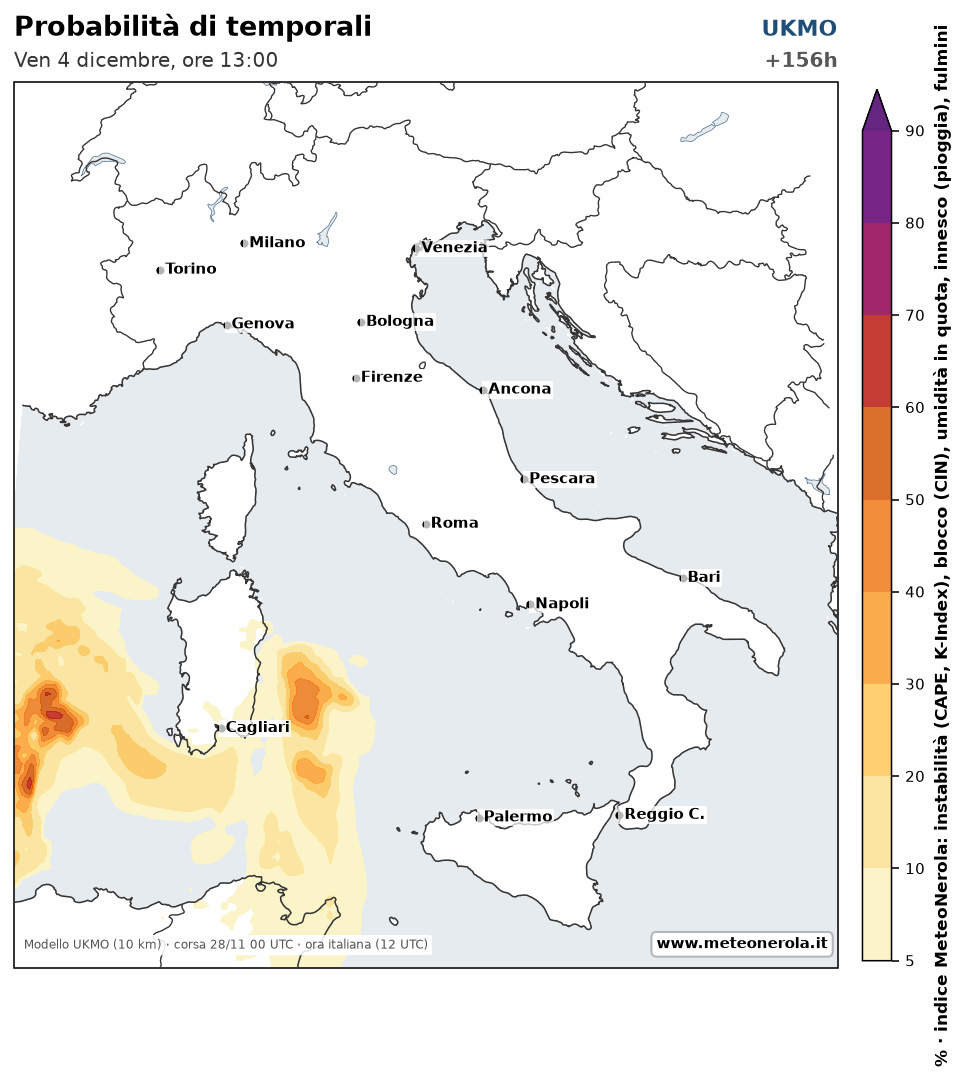 Probabilità di temporali
UKMO
Ven 4 dicembre, ore 13:00
+156h
Milano
Venezia
Torino
Genova
Bologna
Firenze
Ancona
Pescara
Roma
Bari
Napoli
Cagliari
Palermo
Reggio C.
Modello UKMO (10 km) · corsa 28/11 00 UTC · ora italiana (12 UTC)
www.meteonerola.it
90
80
70
60
50
40
30
20
10
5
% · indice MeteoNerola: instabilità (CAPE, K-Index), blocco (CIN), umidità in quota, innesco (pioggia), fulmini